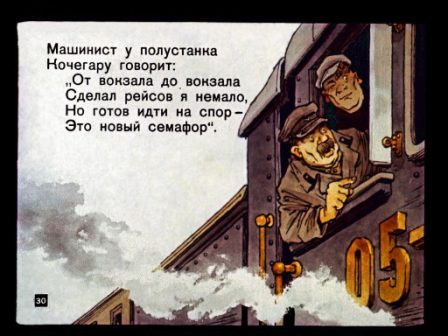 Машинист у полустанка
Кочегару говорит:
„От вокзала до вокзала
Сделал рейсов я немало,
Но готов идти на спор –
Это новый семафор“.
05-
30